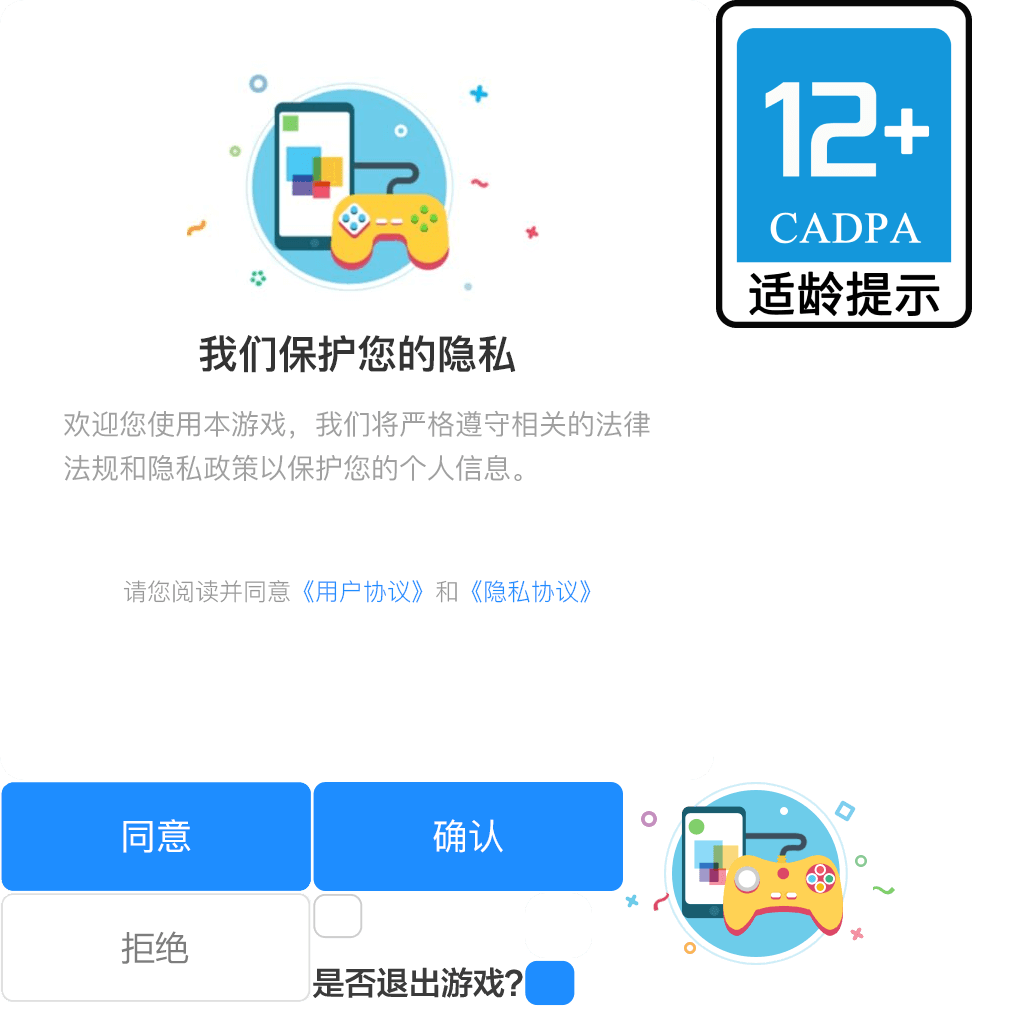 12+
CADPA
适龄提示
我们保护您的隐私
欢迎您使用本游戏，我们将严格遵守相关的法律
法规和隐私政策以保护您的个人信息。
请您阅读并同意《用户协议》和《隐私协议》
同意
确认
拒绝
是否退出游戏?